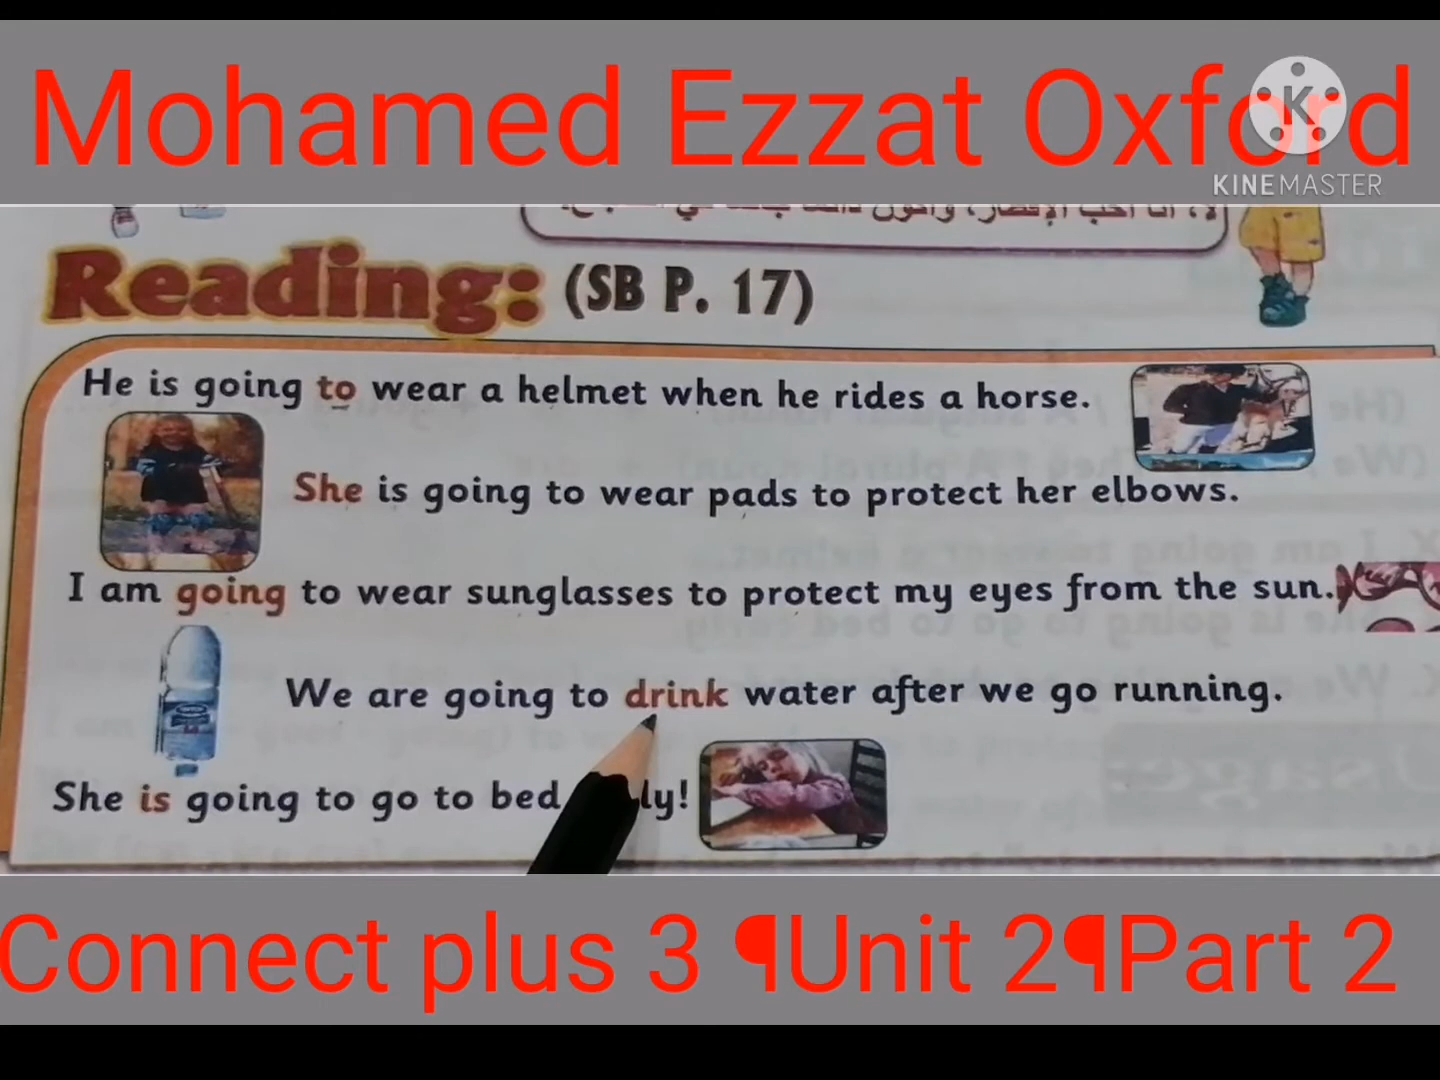 Mohamed Ezzat Oxford
KINEMASTER
Reading: (SB P. 17)
He is going to wear a helmet when he rides a horse.
She is going to wear pads to protect her elbows.
I am going to wear sunglasses to protect my eyes from the sun.
We are going to drink water after we go running.
She is going to go to bed ly!
Connect plus 3 ¶Unit 2¶Part 2